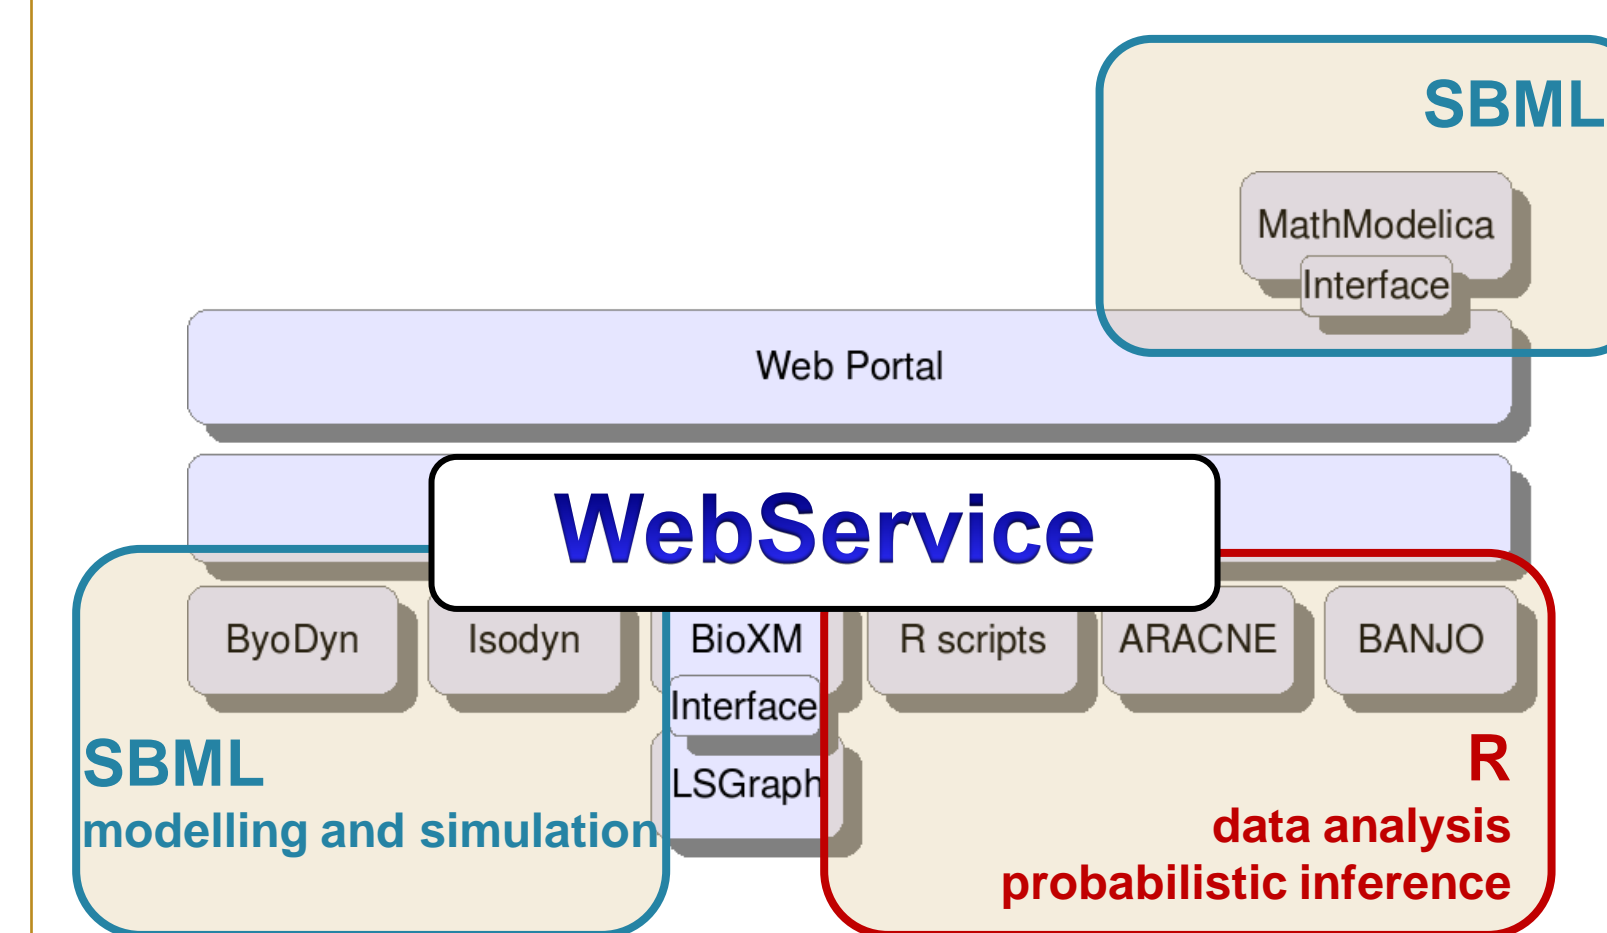 SBML
MathModelica
Interface
Web Portal
WebService
ByoDyn
Isodyn
BioXM
R scripts
ARACNE
BANJO
Interface
LSGraph
SBML
modelling and simulation
R
data analysis
probabilistic inference